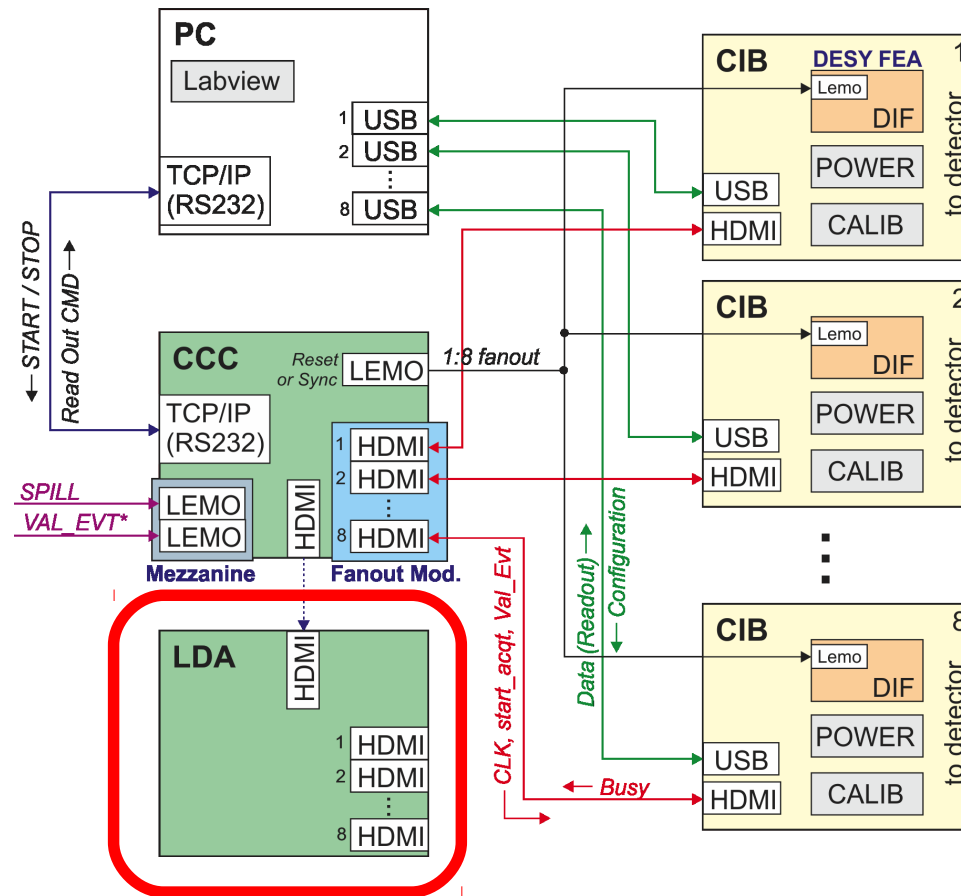 PC
Labview
1 USB
2 USB
⋮
8 USB
TCP/IP
(RS232)
← START / STOP
Read Out CMD →
CCC
Reset
or Sync
LEMO
1:8 fanout
TCP/IP
(RS232)
1 HDMI
2 HDMI
⋮
8 HDMI
SPILL
VAL_EVT*
LEMO
LEMO
HDMI
Mezzanine
Fanout Mod.
LDA
HDMI
1 HDMI
2 HDMI
⋮
8 HDMI
CLK, start_acqt, Val_Evt
← Busy
Data (Readout) →
← Configuration
CIB
1
DESY FEA
Lemo
DIF
POWER
CALIB
USB
HDMI
to detector
CIB
2
Lemo
DIF
POWER
CALIB
USB
HDMI
to detector
⋮
CIB
8
Lemo
DIF
POWER
CALIB
USB
HDMI
to detector